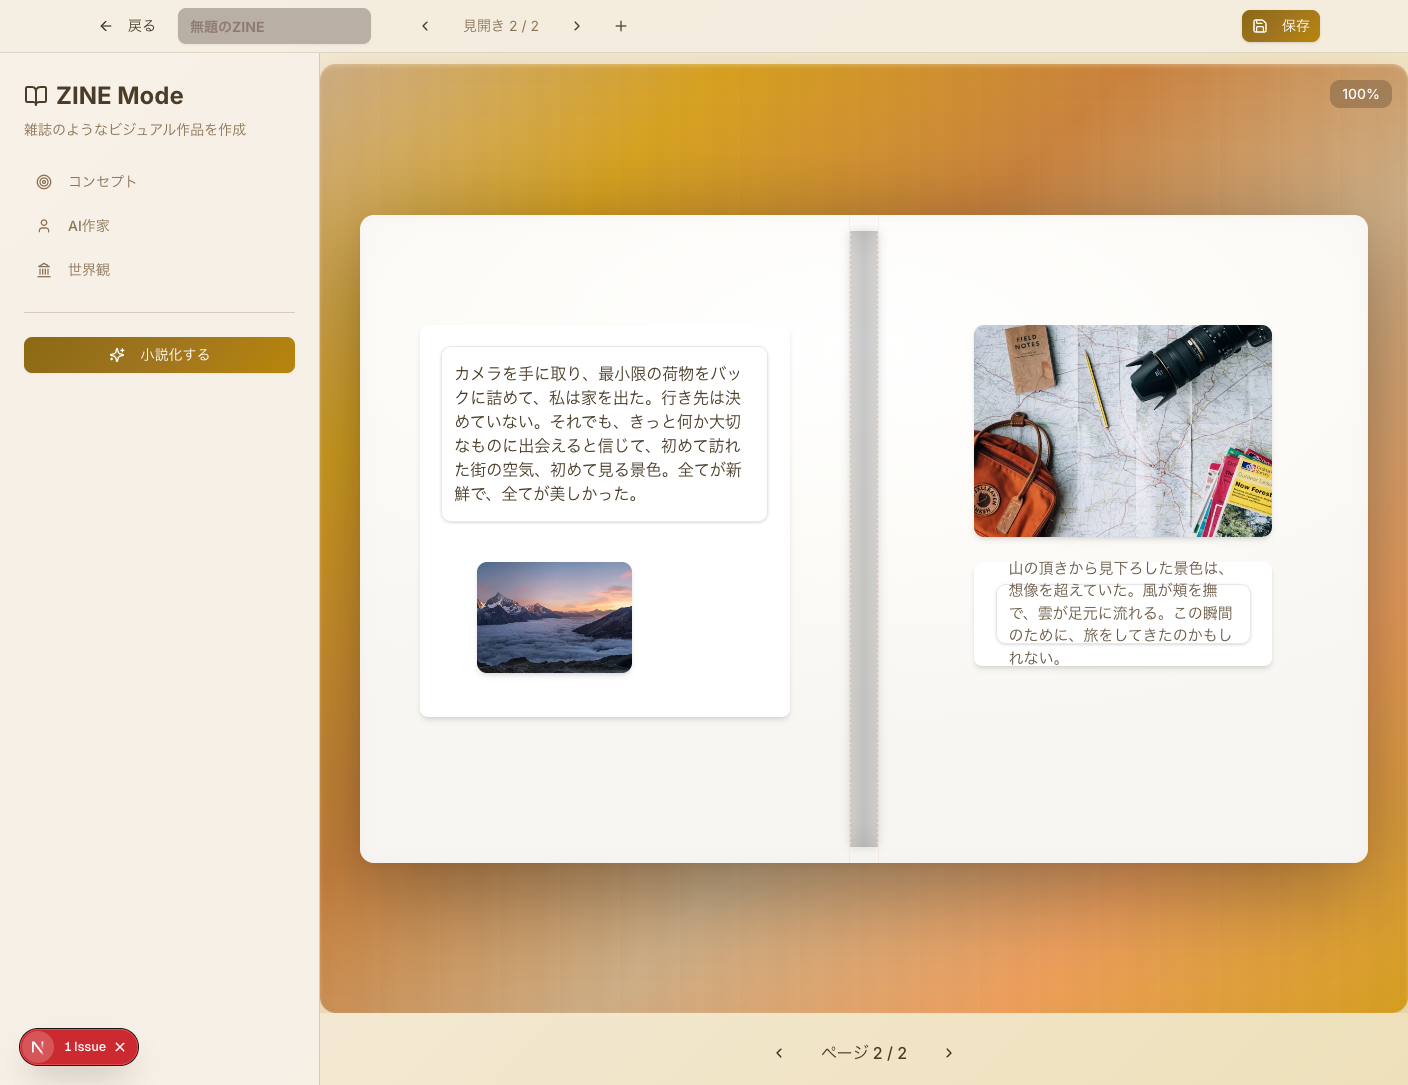 戻る
無題のZINE
見開き 2 / 2
保存
ZINE Mode
雑誌のようなビジュアル作品を作成
コンセプト
AI作家
世界観
小説化する
100%
カメラを手に取り、最小限の荷物をバッ
クに詰めて、私は家を出た。行き先は決
めていない。それでも、きっと何か大切
なものに出会えると信じて、初めて訪れ
た街の空気、初めて見る景色。全てが新
鮮で、全てが美しかった。
FIELD
NOTES
New Forest
山の頂きから見下ろした景色は、
想像を超えていた。風が頬を撫
で、雲が足元に流れる。この瞬間
のために、旅をしてきたのかもし
れない。
N
1 Issue
ページ 2 / 2